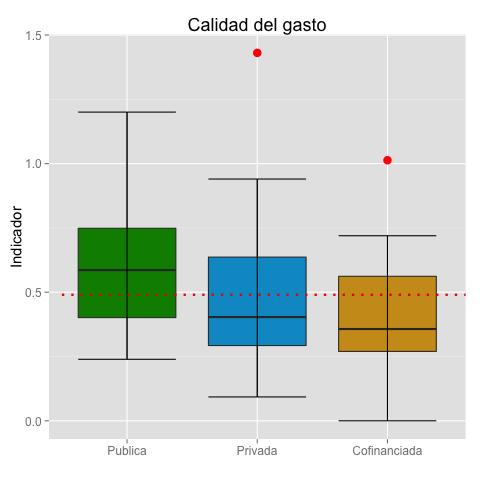 Calidad del gasto
Indicador
1.5
1.0
0.5
0.0
Publica
Privada
Cofinanciada